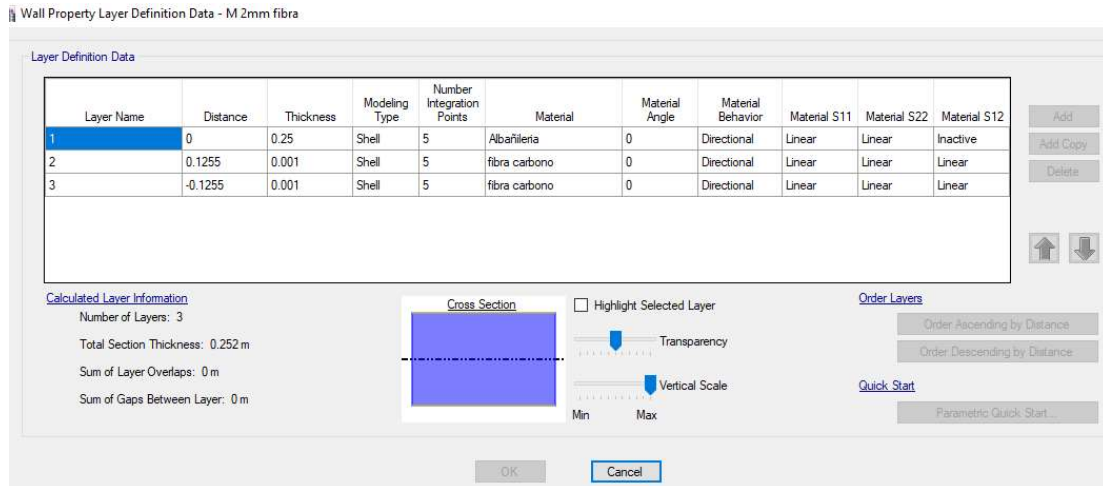 Wall Property Layer Definition Data - M 2mm fibra
Layer Definition Data
Layer Name Distance Thickness Modeling Type Number Integration Points Material Material Angle Material Behavior Material S11 Material S22 Material S12
1 0 0.25 Shell 5 Albañileria 0 Directional Linear Linear Inactive
2 0.1255 0.001 Shell 5 fibra carbono 0 Directional Linear Linear Linear
3 -0.1255 0.001 Shell 5 fibra carbono 0 Directional Linear Linear Linear
Add
Add Copy
Delete
Calculated Layer Information
Number of Layers: 3
Total Section Thickness: 0.252 m
Sum of Layer Overlaps: 0 m
Sum of Gaps Between Layer: 0 m
Cross Section
Highlight Selected Layer
Transparency
Vertical Scale
Min Max
Order Layers
Order Ascending by Distance
Order Descending by Distance
Quick Start
Parametric Quick Start...
OK Cancel